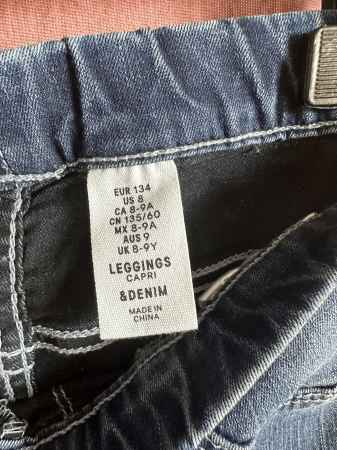 EUR 134
US 8
CA 8-9A
CN 135/60
MX 8-9A
AUS 9
UK 8-9Y
LEGGINGS
CAPRI
&DENIM
MADE IN
CHINA